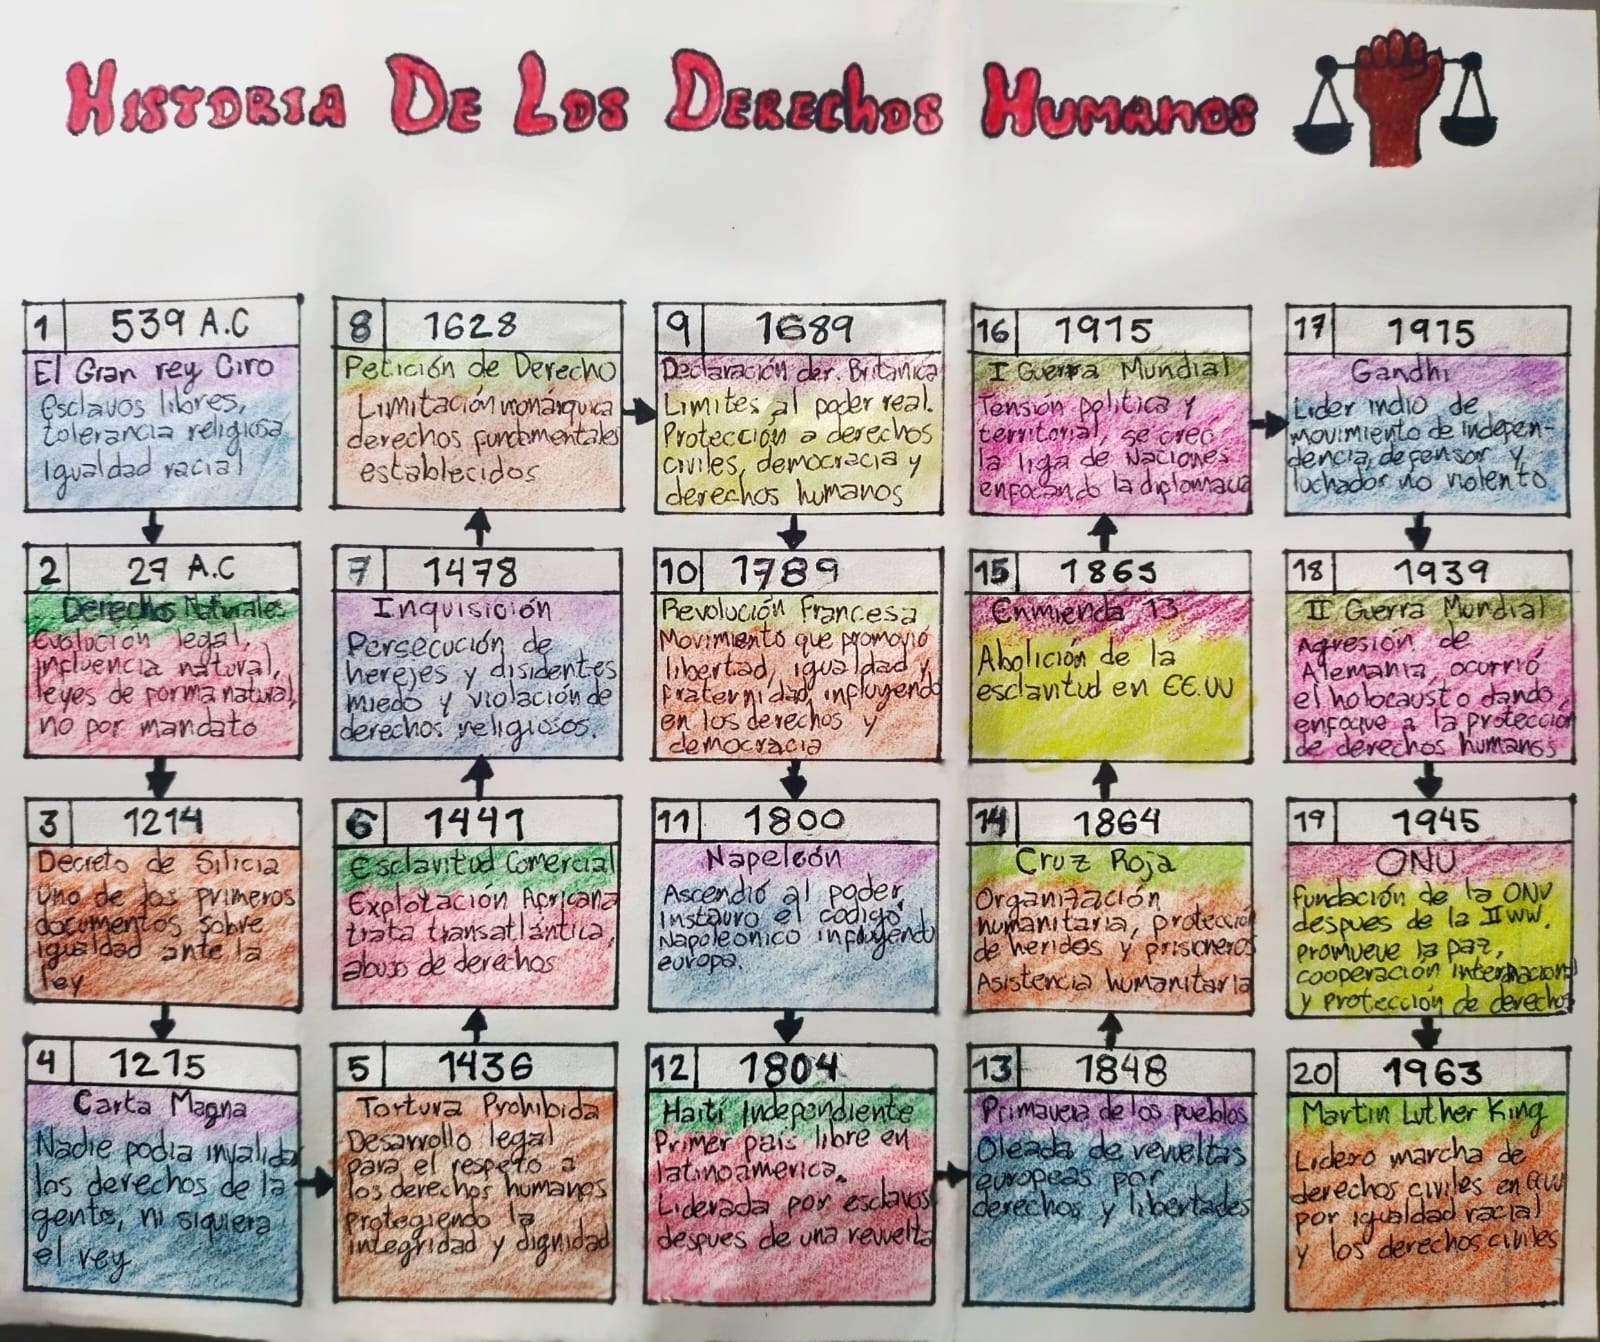 HISTORIA DE LOS DERECHOS HUMANOS
1 539 A.C
El Gran rey Ciro
esclavos libres,
tolerancia religiosa
igualdad racial
2 27 A.C
Derechos Naturales
Evolución legal,
influencia natural,
leyes de forma natural,
no por mandato
3 1214
Decreto de Silicia
Uno de los primeros
documentos sobre
igualdad ante la
ley
4 1215
Carta Magna
Nadie podia invalida
los derechos de la
gente, ni siquiera
el rey
5 1436
Tortura Prohibida
Desarrollo legal
para el respeto a
los derechos humanos
protegiendo la
integridad y dignidad
6 1441
Esclavitud Comercial
Explotación Africana
trata transatlántica,
abuso de derechos
7 1478
Inquisición
Persecución de
herejes y disidentes
miedo y violación de
derechos religiosos.
8 1628
Petición de Derecho
Limitación monárquica
derechos fundamentales
establecidos
9 1689
Declaración der. Britanica
Limites al poder real.
Protección a derechos
civiles, democracia y
derechos humanos
10 1789
Revolución Francesa
Movimiento que promovió
libertad, igualdad y
fraternidad, influyendo
en los derechos y
democracia
11 1800
Napeleón
Ascendió al poder,
Instauro el codigo
Napoleonico influyendo
europa.
12 1804
Haití Independiente
Primer pais libre en
latinoamerica.
Liderada por esclavos
despues de una revuelta
13 1848
Primavera de los pueblos
Oleada de revueltas
europeas por
derechos y libertades
14 1864
Cruz Roja
Organización
humanitaria, protección
de heridos y prisioneros
Asistencia humanitaria
15 1865
Enmienda 13
Abolición de la
esclavitud en EE.UU
16 1915
I Guerra Mundial
Tensión politica y
territorial, se creó
la liga de Naciones
enfocando la diplomacia
17 1915
Gandhi
Lider indio de
movimiento de indepen-
dencia, defensor y
luchador no violento
18 1939
II Guerra Mundial
Agresión de
Alemania, ocurrió
el holocausto dando
enfoque a la protección
de derechos humanos
19 1945
ONU
Fundación de la ONU
despues de la II WW.
promueve la paz,
cooperación internacional
y protección de derechos
20 1963
Martin Luther King
Lidero marcha de
derechos civiles en EEUU
por igualdad racial
y los derechos civiles